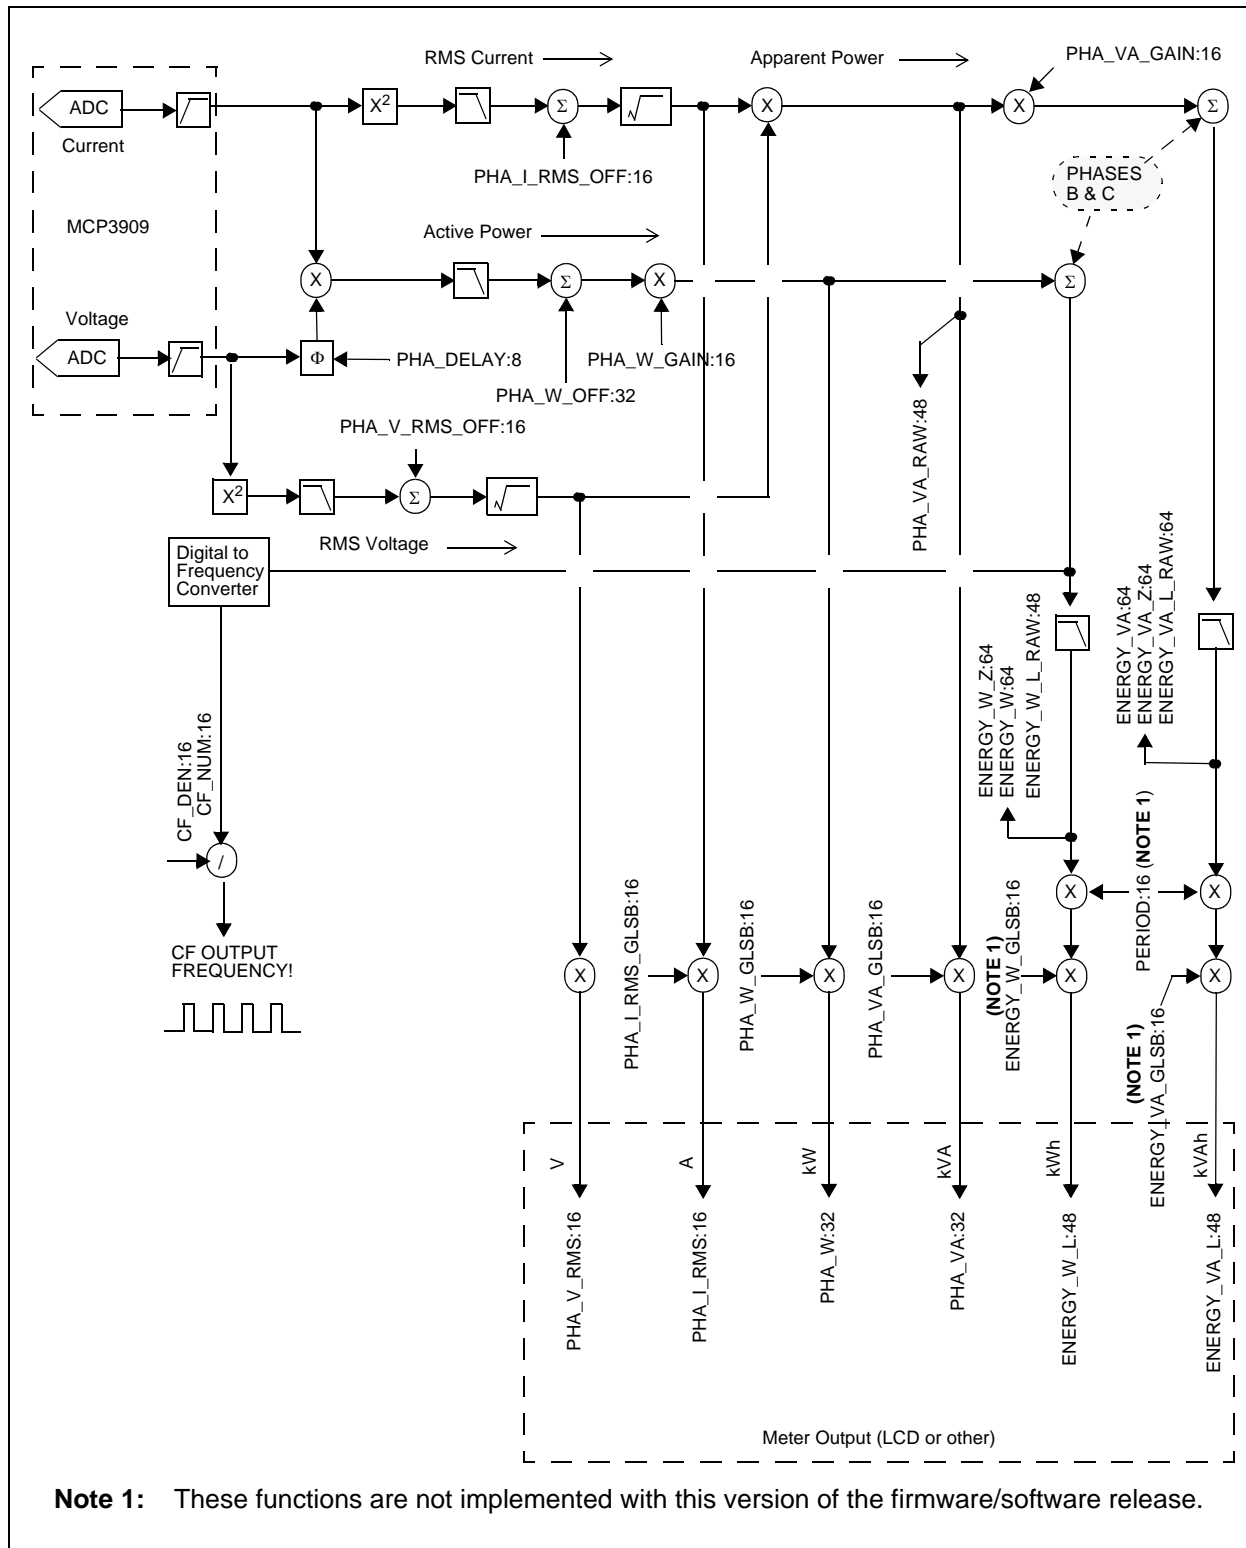 RMS Current
Apparent Power
PHA_VA_GAIN:16
ADC
X2
Σ
√
X
X
Σ
Current
PHA_I_RMS_OFF:16
PHASES
B & C
MCP3909
Active Power
X
Σ
X
Σ
Voltage
ADC
Φ
PHA_DELAY:8
PHA_W_GAIN:16
PHA_W_OFF:32
PHA_VA_RAW:48
PHA_V_RMS_OFF:16
X2
Σ
√
RMS Voltage
Digital to
Frequency
Converter
ENERGY_W_Z:64
ENERGY_W:64
ENERGY_W_L_RAW:48
ENERGY_VA:64
ENERGY_VA_Z:64
ENERGY_VA_L_RAW:64
CF_DEN:16
CF_NUM:16
/
X
PERIOD:16 (NOTE 1)
X
CF OUTPUT
FREQUENCY!
X
PHA_I_RMS_GLSB:16
X
PHA_W_GLSB:16
X
PHA_VA_GLSB:16
X
(NOTE 1)
ENERGY_W_GLSB:16
X
(NOTE 1)
ENERGY_VA_GLSB:16
X
V
A
kW
kVA
kWh
kVAh
PHA_V_RMS:16
PHA_I_RMS:16
PHA_W:32
PHA_VA:32
ENERGY_W_L:48
ENERGY_VA_L:48
Meter Output (LCD or other)
Note 1: These functions are not implemented with this version of the firmware/software release.